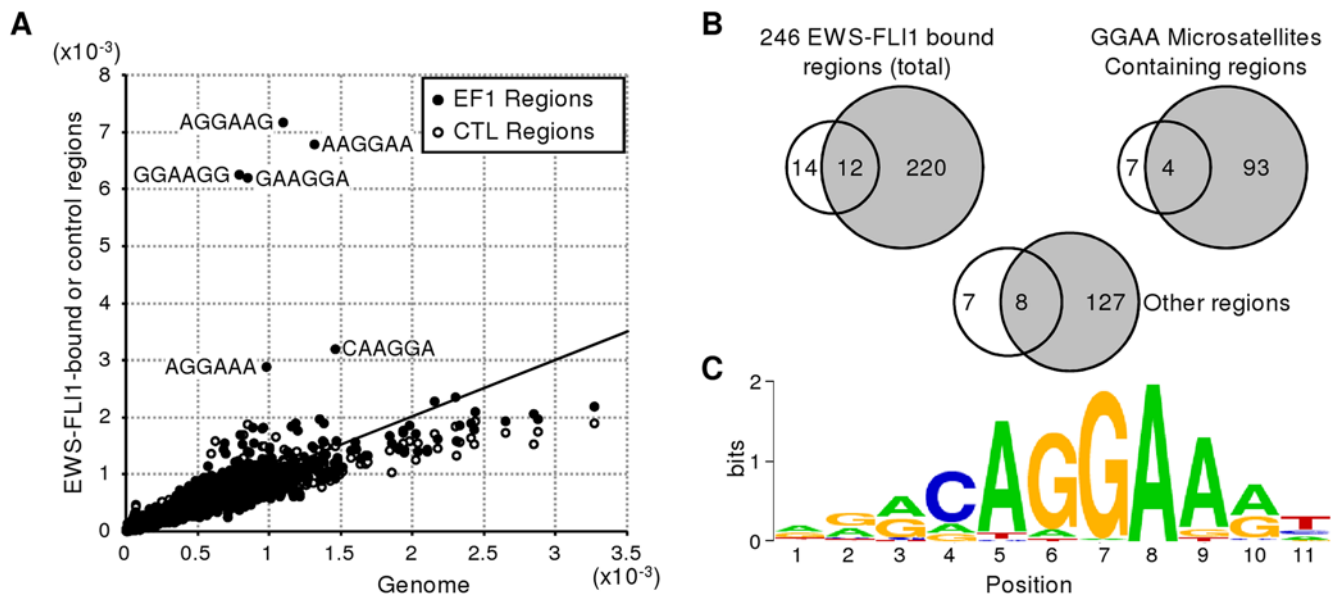 A
(x10⁻³)
EWS-FLI1-bound or control regions
8
7
6
5
4
3
2
1
0
EF1 Regions
CTL Regions
AGGAAG
AAGGAA
GGAAGG
GAAGGA
CAAGGA
AGGAAA
0 0.5 1 1.5 2 2.5 3 3.5
Genome
(x10⁻³)
B
246 EWS-FLI1 bound
regions (total)
14 12 220
GGAA Microsatellites
Containing regions
7 4 93
7 8 127
Other regions
C
bits
2
1
0
CAGGAA
1 2 3 4 5 6 7 8 9 10 11
Position